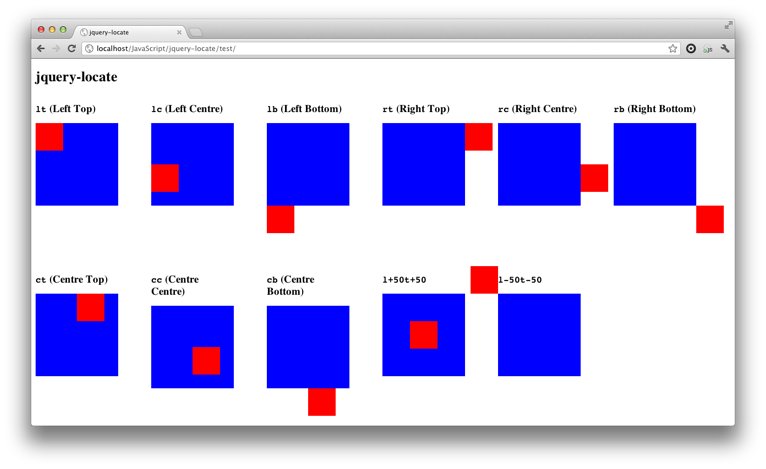 jquery-locate
localhost/JavaScript/jquery-locate/test/
jquery-locate
lt (Left Top)
lc (Left Centre)
lb (Left Bottom)
rt (Right Top)
rc (Right Centre)
rb (Right Bottom)
ct (Centre Top)
cc (Centre
Centre)
cb (Centre
Bottom)
l+50t+50
l-50t-50